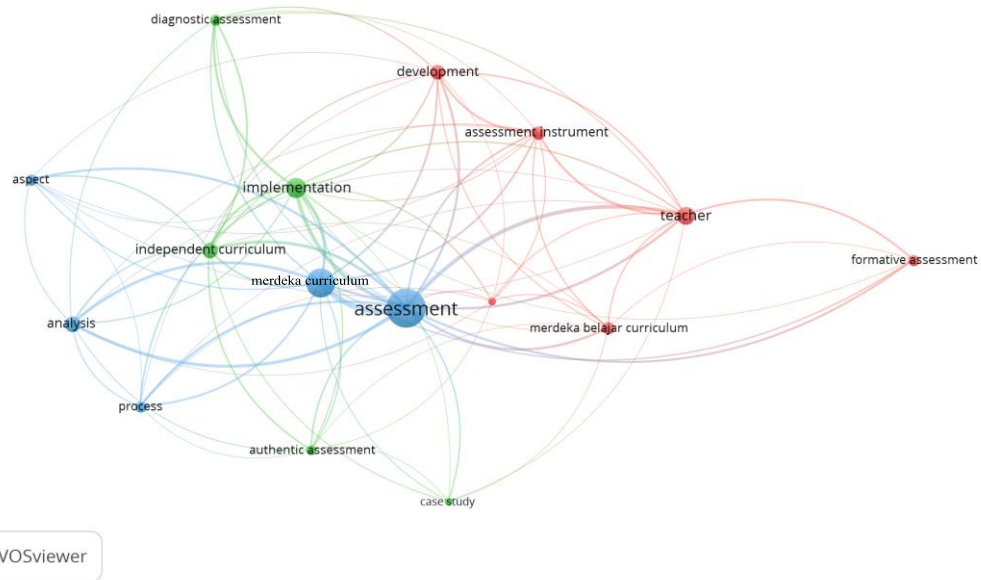 diagnostic assessment
development
assessment instrument
aspect
implementation
teacher
independent curriculum
formative assessment
merdeka curriculum
assessment
analysis
merdeka belajar curriculum
process
authentic assessment
case study
VOSviewer